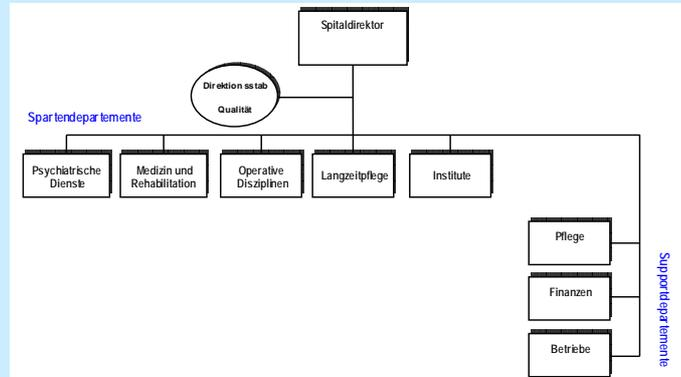 Spitaldirektor
Direktionsstab
Qualität
Spartendepartemente
Psychiatrische
Dienste
Medizin und
Rehabilitation
Operative
Disziplinen
Langzeitpflege
Institute
Pflege
Finanzen
Betriebe
Supportdepartemente